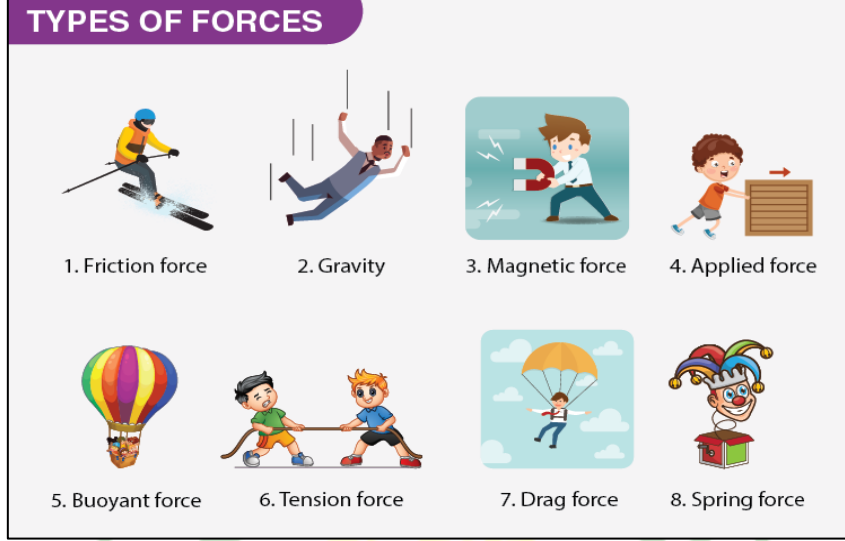 TYPES OF FORCES
1. Friction force
2. Gravity
3. Magnetic force
4. Applied force
5. Buoyant force
6. Tension force
7. Drag force
8. Spring force